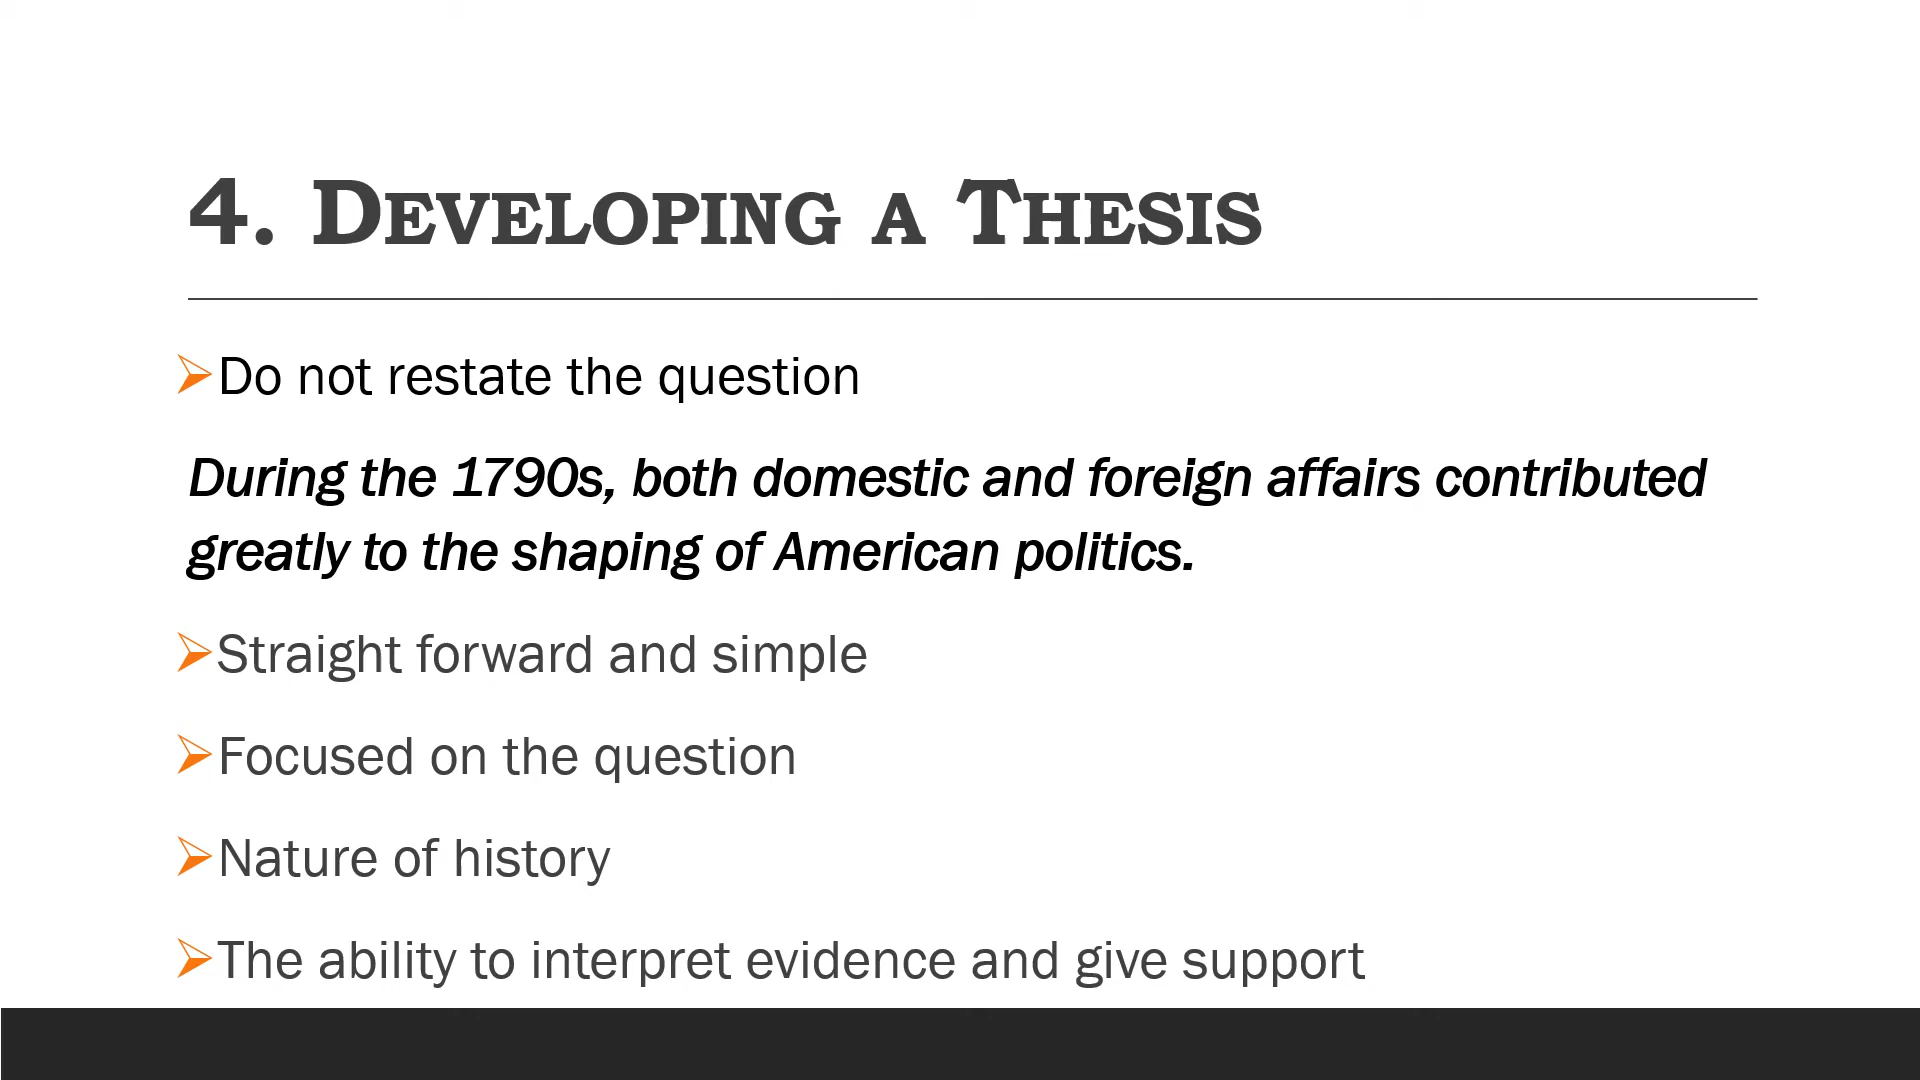 4. Developing a Thesis
Do not restate the question
During the 1790s, both domestic and foreign affairs contributed
greatly to the shaping of American politics.
Straight forward and simple
Focused on the question
Nature of history
The ability to interpret evidence and give support